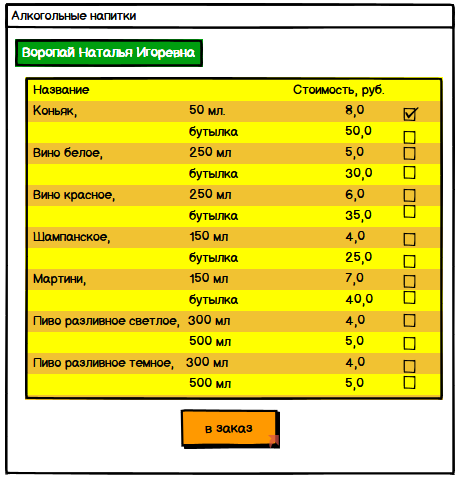 Алкогольные напитки
Воропай Наталья Игоревна
Название Стоимость, руб.
Коньяк, 50 мл. 8,0
бутылка 50,0
Вино белое, 250 мл 5,0
бутылка 30,0
Вино красное, 250 мл 6,0
бутылка 35,0
Шампанское, 150 мл 4,0
бутылка 25,0
Мартини, 150 мл 7,0
бутылка 40,0
Пиво разливное светлое, 300 мл 4,0
500 мл 5,0
Пиво разливное темное, 300 мл 4,0
500 мл 5,0
в заказ